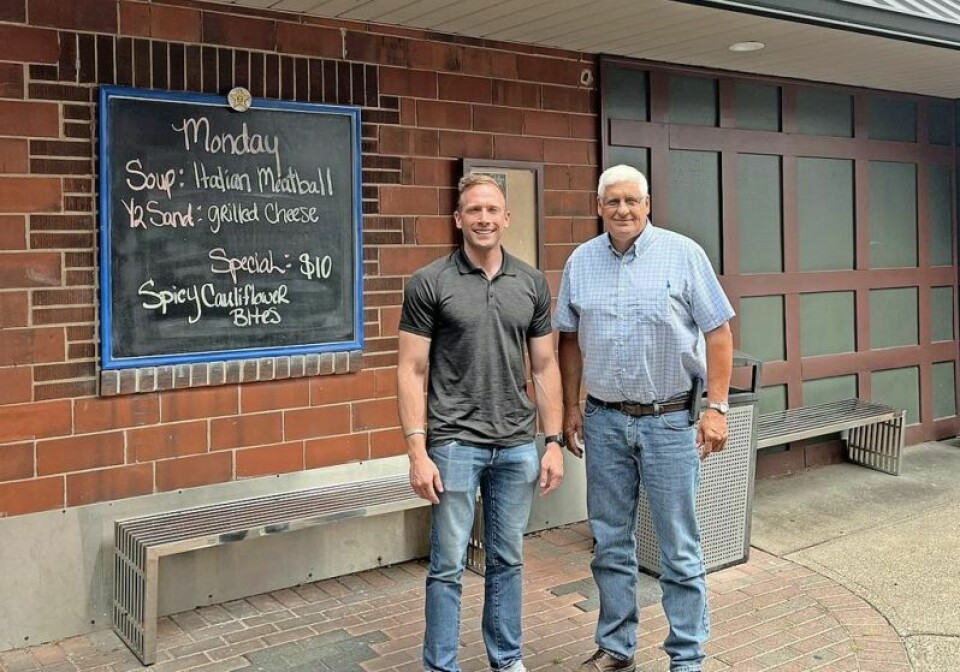 Monday
Soup: Italian Meatball
1/2 Sand: grilled Cheese
Special: $10
Spicy Cauliflower
Bites